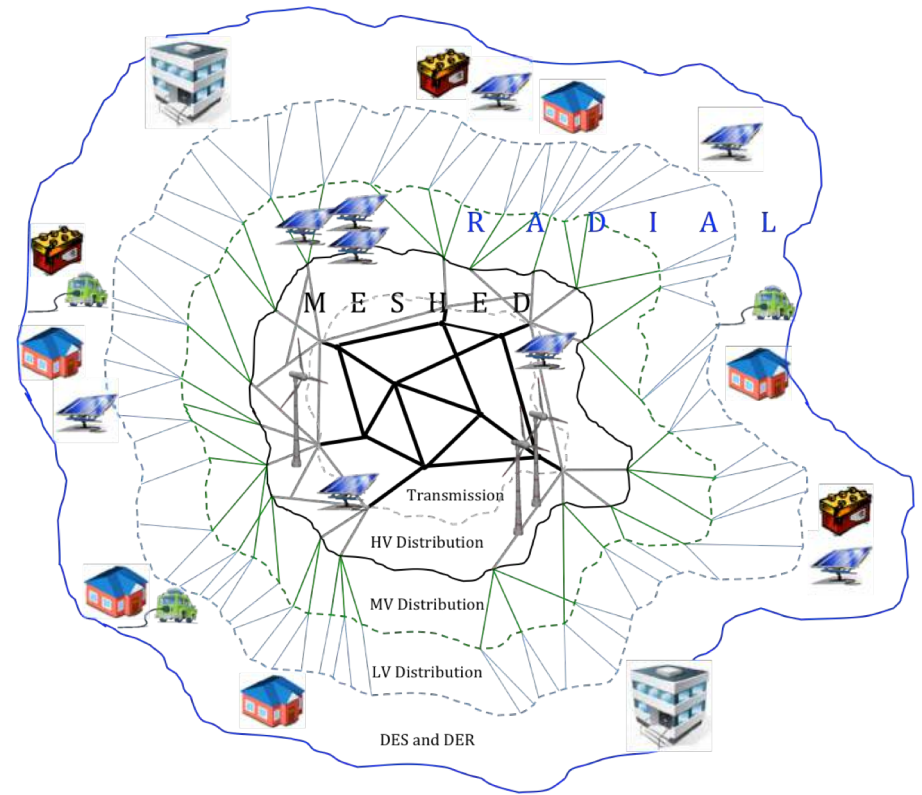 R A D I A L
M E S H E D
Transmission
HV Distribution
MV Distribution
LV Distribution
DES and DER